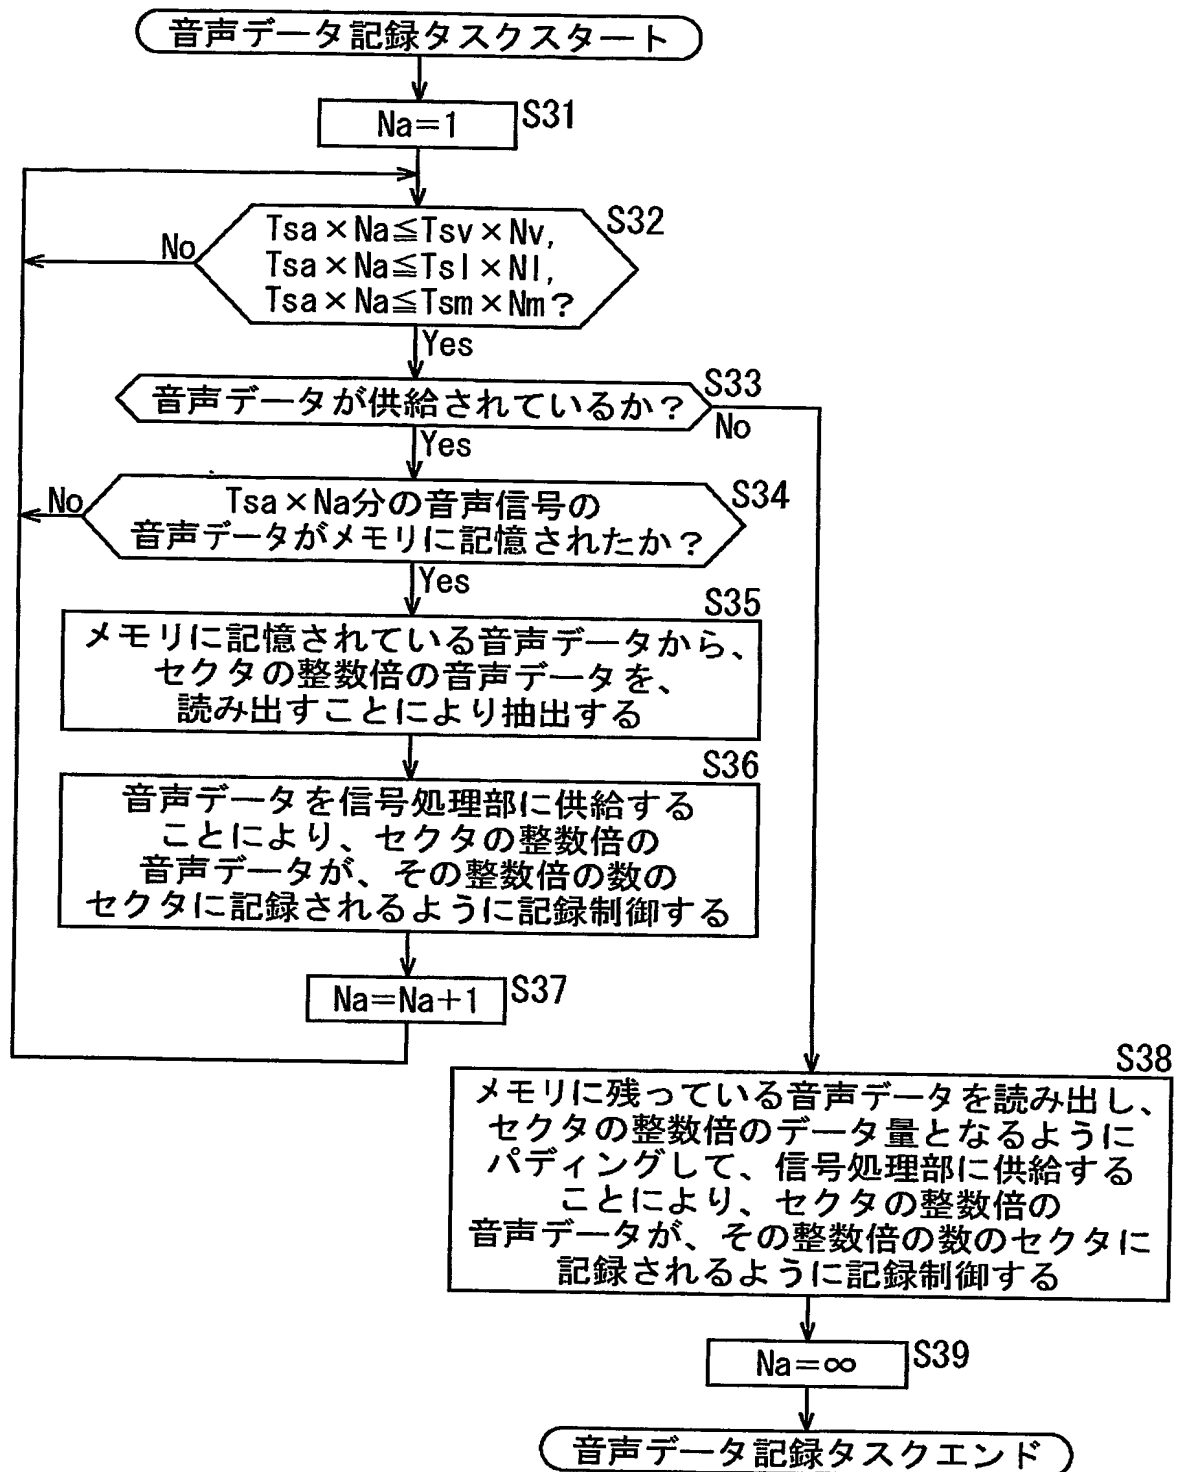 音声データ記録タスクスタート
Na=1
S31
Tsa×Na≦Tsv×Nv,
Tsa×Na≦Tsl×Nl,
Tsa×Na≦Tsm×Nm?
S32
No
Yes
音声データが供給されているか?
S33
No
Yes
Tsa×Na分の音声信号の
音声データがメモリに記憶されたか?
S34
No
Yes
S35
メモリに記憶されている音声データから、
セクタの整数倍の音声データを、
読み出すことにより抽出する
S36
音声データを信号処理部に供給する
ことにより、セクタの整数倍の
音声データが、その整数倍の数の
セクタに記録されるように記録制御する
Na=Na+1
S37
S38
メモリに残っている音声データを読み出し、
セクタの整数倍のデータ量となるように
パディングして、信号処理部に供給する
ことにより、セクタの整数倍の
音声データが、その整数倍の数のセクタに
記録されるように記録制御する
Na=∞
S39
音声データ記録タスクエンド